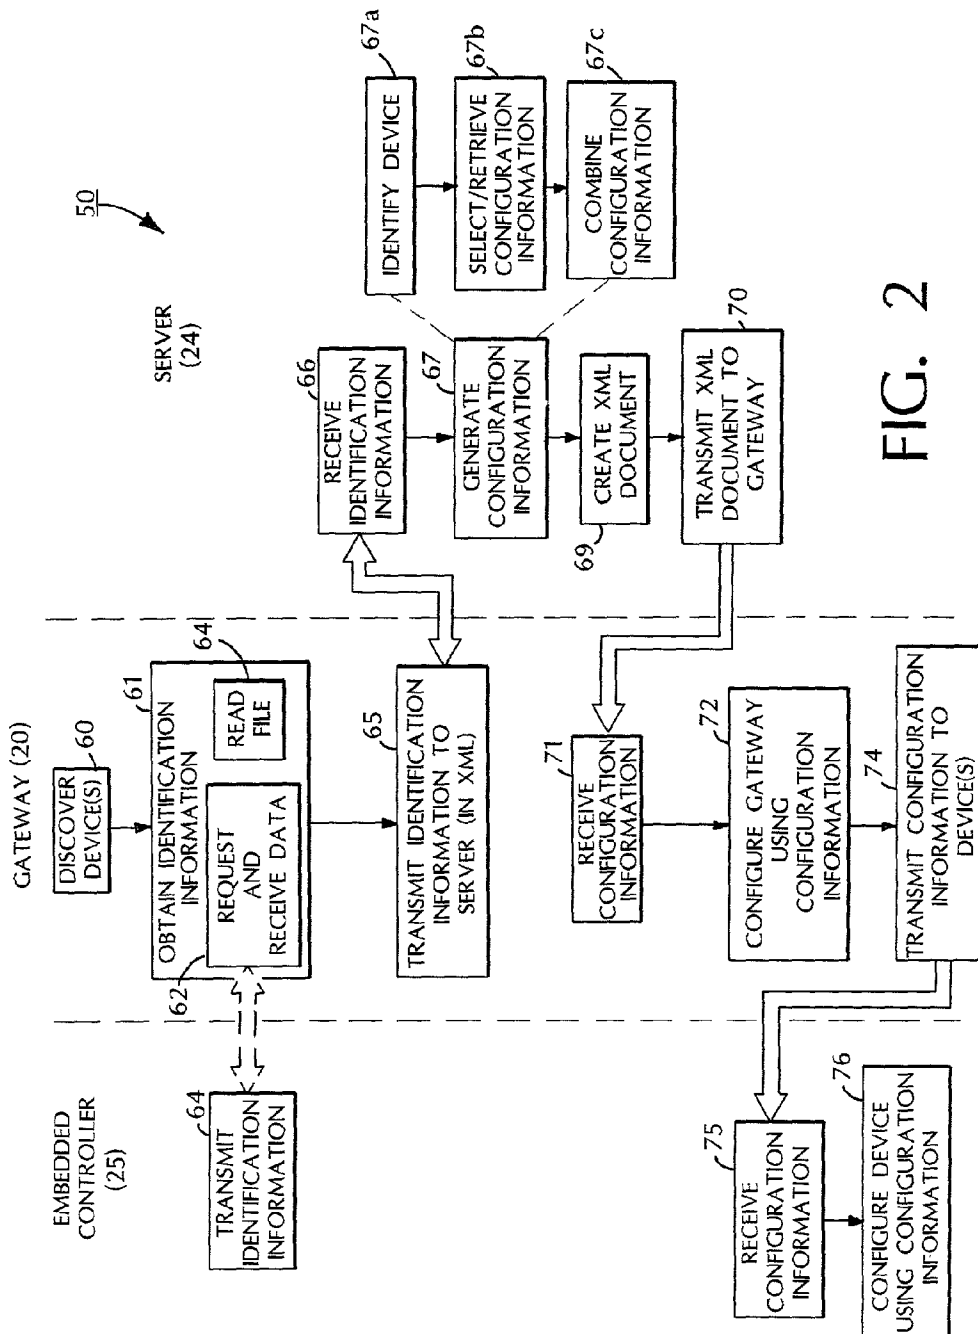 50
EMBEDDED
CONTROLLER
(25)
GATEWAY (20)
SERVER
(24)
DISCOVER
DEVICE(S)
60
OBTAIN IDENTIFICATION
INFORMATION
61
REQUEST
AND
RECEIVE DATA
62
READ
FILE
64
TRANSMIT
IDENTIFICATION
INFORMATION
64
TRANSMIT IDENTIFICATION
INFORMATION TO
SERVER (IN XML)
65
RECEIVE
IDENTIFICATION
INFORMATION
66
GENERATE
CONFIGURATION
INFORMATION
67
IDENTIFY DEVICE
67a
SELECT/RETRIEVE
CONFIGURATION
INFORMATION
67b
COMBINE
CONFIGURATION
INFORMATION
67c
CREATE XML
DOCUMENT
69
TRANSMIT XML
DOCUMENT TO
GATEWAY
70
RECEIVE
CONFIGURATION
INFORMATION
71
CONFIGURE GATEWAY
USING
CONFIGURATION
INFORMATION
72
TRANSMIT CONFIGURATION
INFORMATION TO
DEVICE(S)
74
RECEIVE
CONFIGURATION
INFORMATION
75
CONFIGURE DEVICE
USING CONFIGURATION
INFORMATION
76
FIG. 2